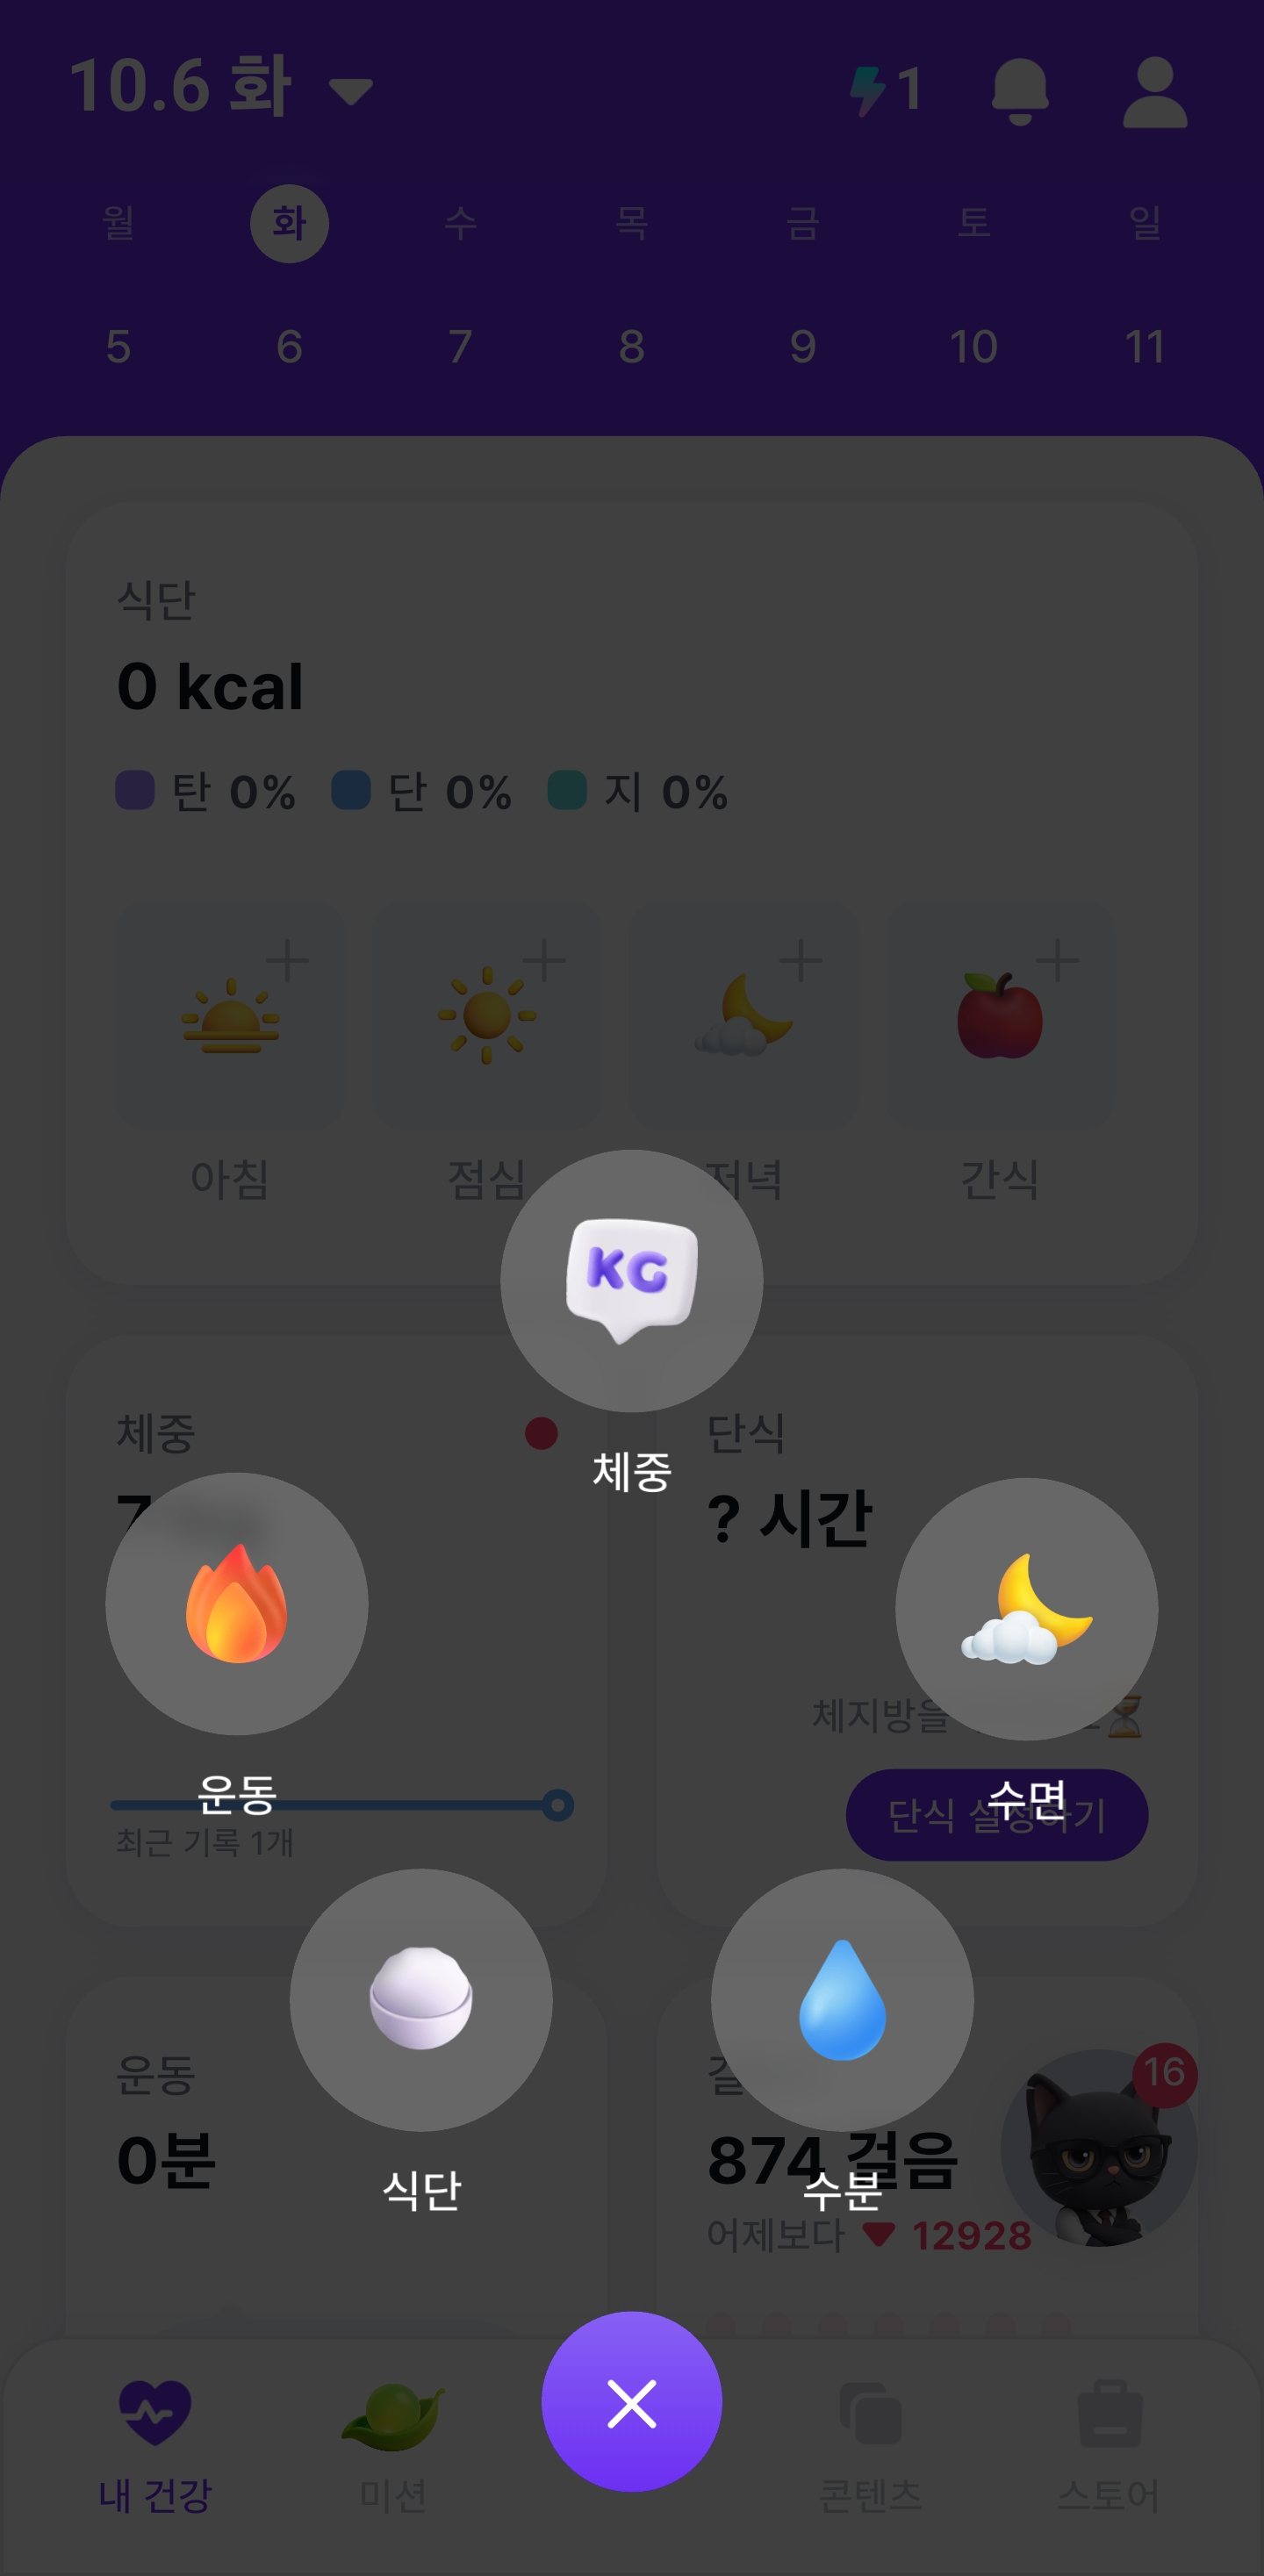 10.6 화
1
월 화 수 목 금 토 일
5 6 7 8 9 10 11
식단
0 kcal
탄 0% 단 0% 지 0%
아침 점심 저녁 간식
KG
체중
체중
단식
? 시간
체지방을
운동
수면
최근 기록 1개
단식 설정하기
운동
0분
16
874 걸음
식단
수분
어제보다 12928
내 건강 미션 콘텐츠 스토어